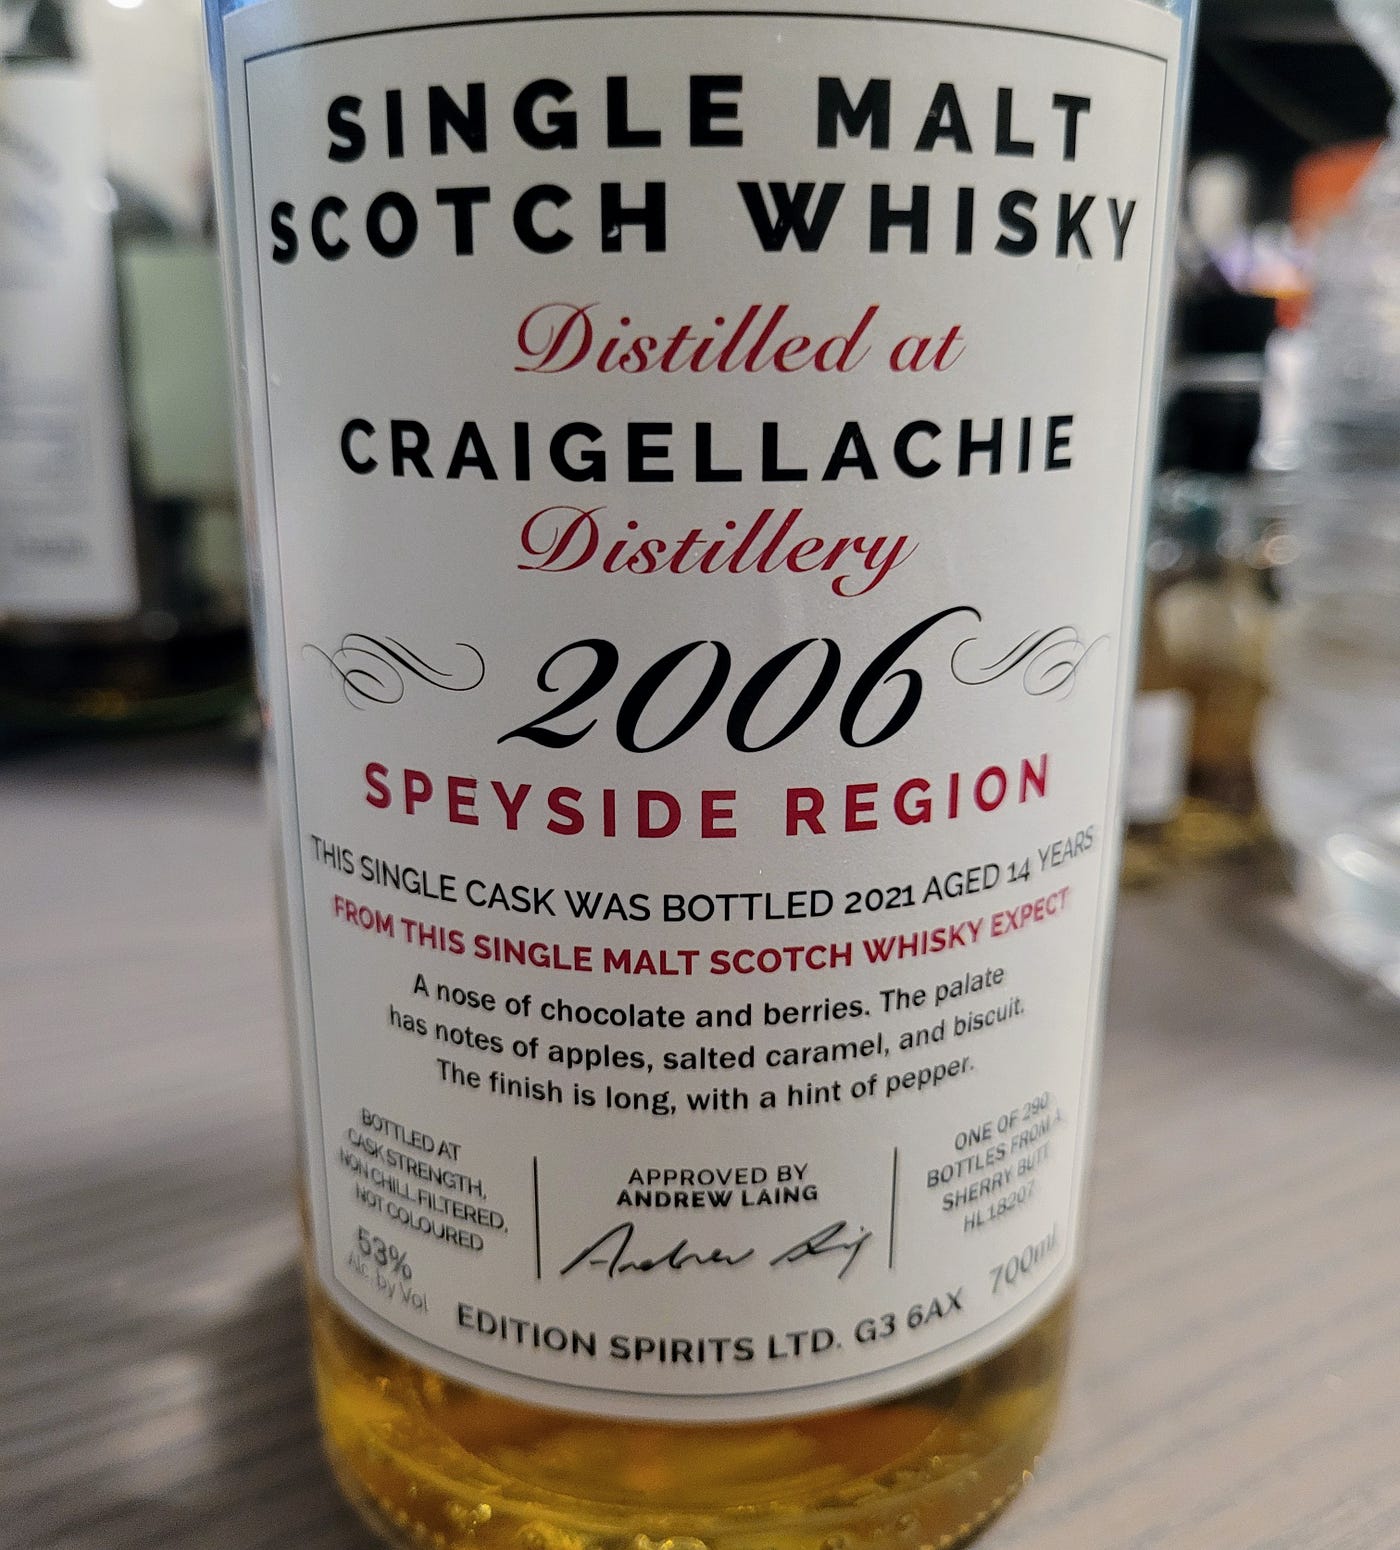 SINGLE MALT
SCOTCH WHISKY
Distilled at
CRAIGELLACHIE
Distillery
2006
SPEYSIDE REGION
THIS SINGLE CASK WAS BOTTLED 2021 AGED 14 YEARS
FROM THIS SINGLE MALT SCOTCH WHISKY EXPECT
A nose of chocolate and berries. The palate
has notes of apples, salted caramel, and biscuit.
The finish is long, with a hint of pepper.
BOTTLED AT
CASK STRENGTH,
NON CHILL FILTERED,
NOT COLOURED
53%
Alc. by Vol
APPROVED BY
ANDREW LAING
Andrew Laing
ONE OF 290
BOTTLES FROM A
SHERRY BUTT
HL18207
700ml
EDITION SPIRITS LTD. G3 6AX